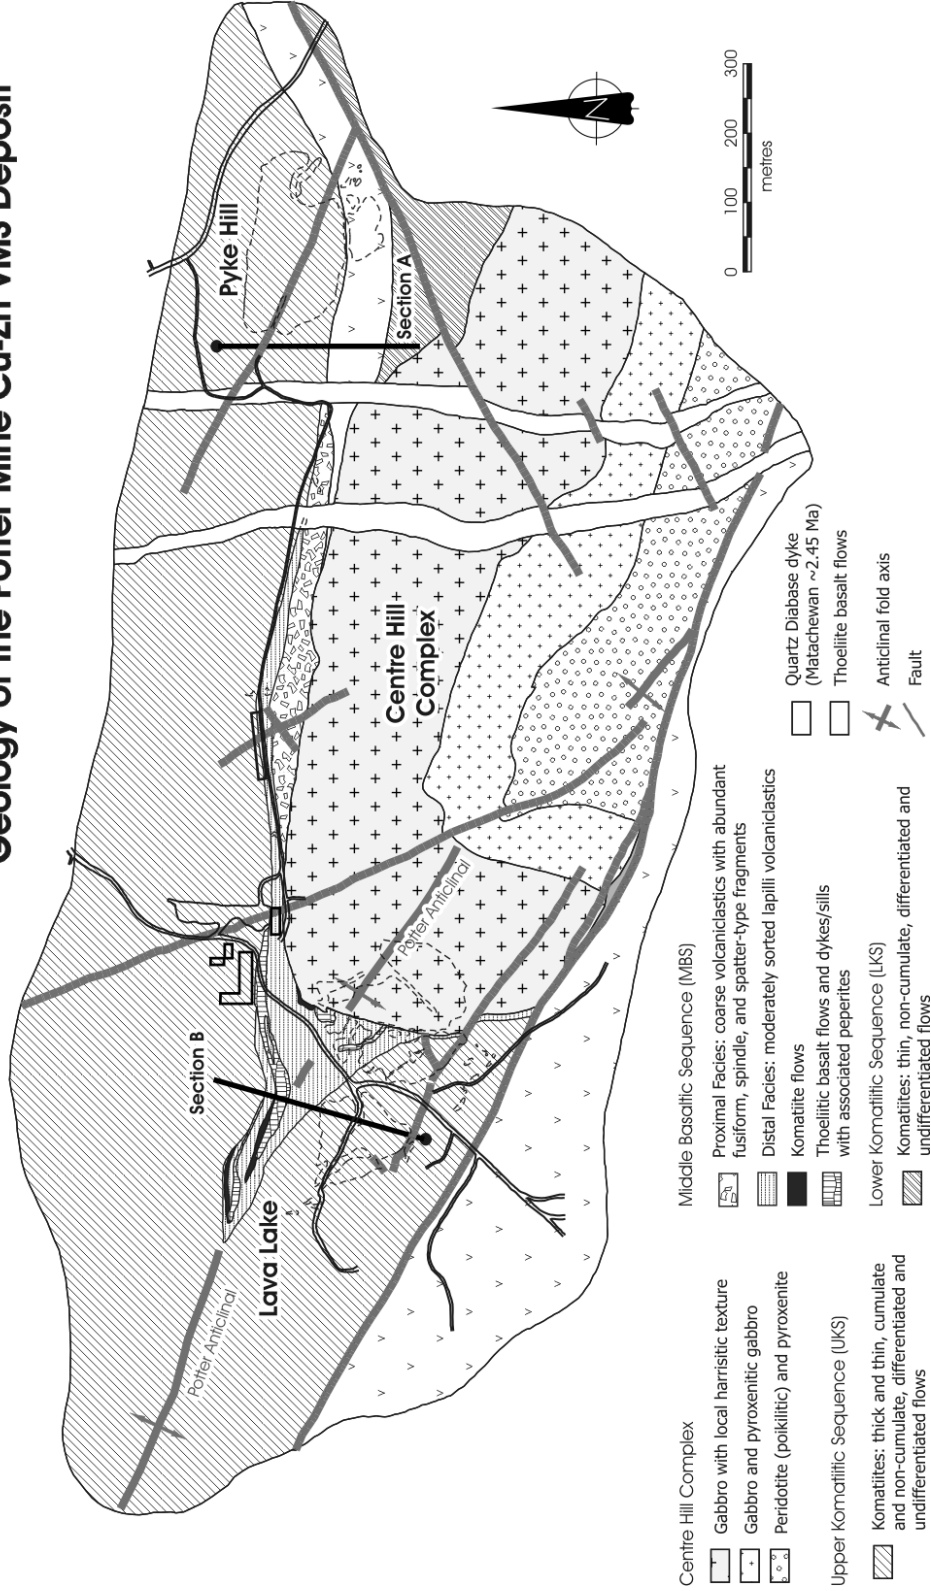 Geology of the Potter Mine Cu-Zn VMS Deposit
Pyke Hill
Section A
Centre Hill
Complex
Section B
Potter Anticlinal
Lava Lake
Potter Anticlinal
N
0 100 200 300
metres
Centre Hill Complex
Gabbro with local harrisitic texture
Gabbro and pyroxenitic gabbro
Peridotite (poikilitic) and pyroxenite
Upper Komatiitic Sequence (UKS)
Komatiites: thick and thin, cumulate
and non-cumulate, differentiated and
undifferentiated flows
Middle Basaltic Sequence (MBS)
Proximal Facies: coarse volcaniclastics with abundant
fusiform, spindle, and spatter-type fragments
Distal Facies: moderately sorted lapilli volcaniclastics
Komatiite flows
Thoeliitic basalt flows and dykes/sills
with associated peperites
Lower Komatiitic Sequence (LKS)
Komatiites: thin, non-cumulate, differentiated and
undifferentiated flows
Quartz Diabase dyke
(Matachewan ~2.45 Ma)
Thoeliite basalt flows
Anticlinal fold axis
Fault